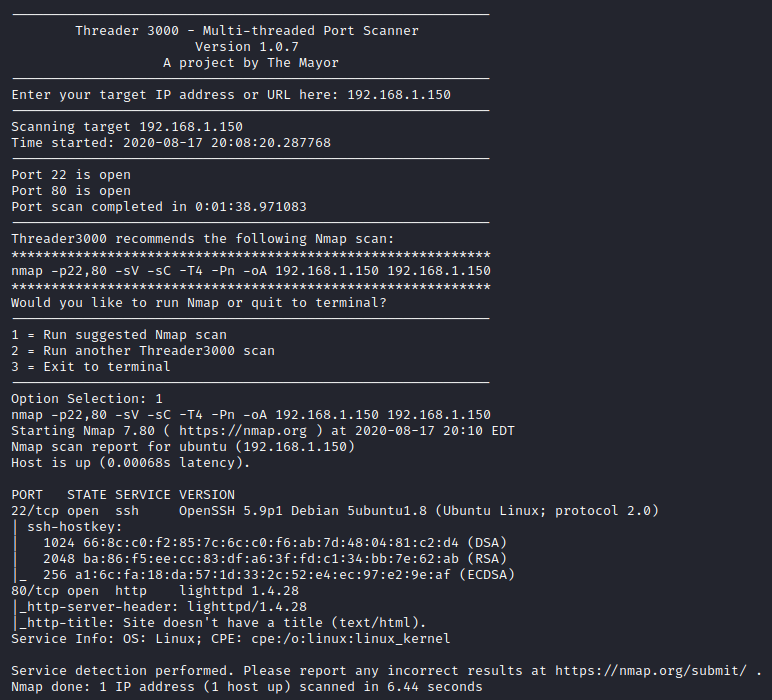 Threader 3000 - Multi-threaded Port Scanner
Version 1.0.7
A project by The Mayor
Enter your target IP address or URL here: 192.168.1.150
Scanning target 192.168.1.150
Time started: 2020-08-17 20:08:20.287768
Port 22 is open
Port 80 is open
Port scan completed in 0:01:38.971083
Threader3000 recommends the following Nmap scan:
************************************************************
nmap -p22,80 -sV -sC -T4 -Pn -oA 192.168.1.150 192.168.1.150
************************************************************
Would you like to run Nmap or quit to terminal?
1 = Run suggested Nmap scan
2 = Run another Threader3000 scan
3 = Exit to terminal
Option Selection: 1
nmap -p22,80 -sV -sC -T4 -Pn -oA 192.168.1.150 192.168.1.150
Starting Nmap 7.80 ( https://nmap.org ) at 2020-08-17 20:10 EDT
Nmap scan report for ubuntu (192.168.1.150)
Host is up (0.00068s latency).
PORT   STATE SERVICE VERSION
22/tcp open  ssh     OpenSSH 5.9p1 Debian 5ubuntu1.8 (Ubuntu Linux; protocol 2.0)
| ssh-hostkey:
|   1024 66:8c:c0:f2:85:7c:6c:c0:f6:ab:7d:48:04:81:c2:d4 (DSA)
|   2048 ba:86:f5:ee:cc:83:df:a6:3f:fd:c1:34:bb:7e:62:ab (RSA)
|_  256 a1:6c:fa:18:da:57:1d:33:2c:52:e4:ec:97:e2:9e:af (ECDSA)
80/tcp open  http    lighttpd 1.4.28
|_http-server-header: lighttpd/1.4.28
|_http-title: Site doesn't have a title (text/html).
Service Info: OS: Linux; CPE: cpe:/o:linux:linux_kernel
Service detection performed. Please report any incorrect results at https://nmap.org/submit/ .
Nmap done: 1 IP address (1 host up) scanned in 6.44 seconds